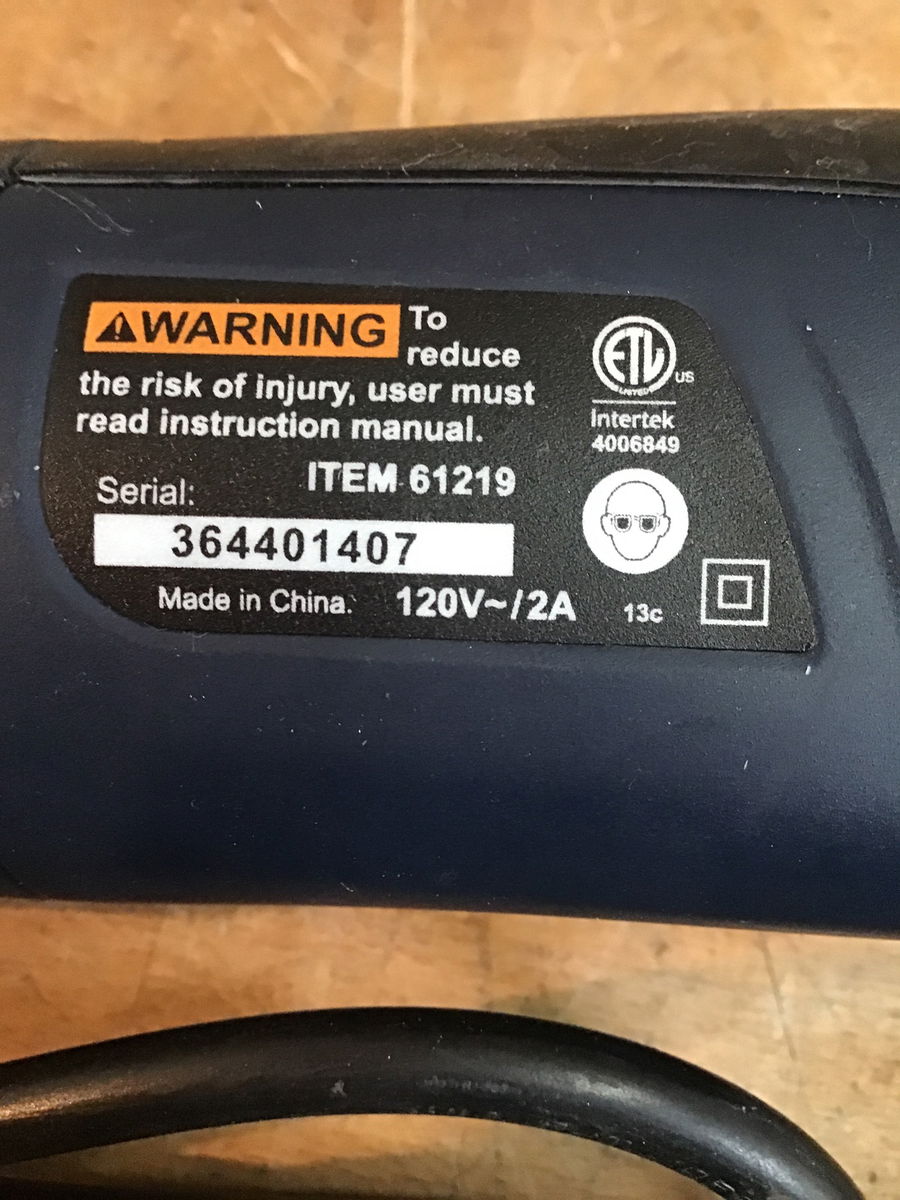 WARNING To
reduce
the risk of injury, user must
read instruction manual.
ETL
LISTED
US
Intertek
4006849
ITEM 61219
Serial:
364401407
Made in China.
120V~/2A
13c